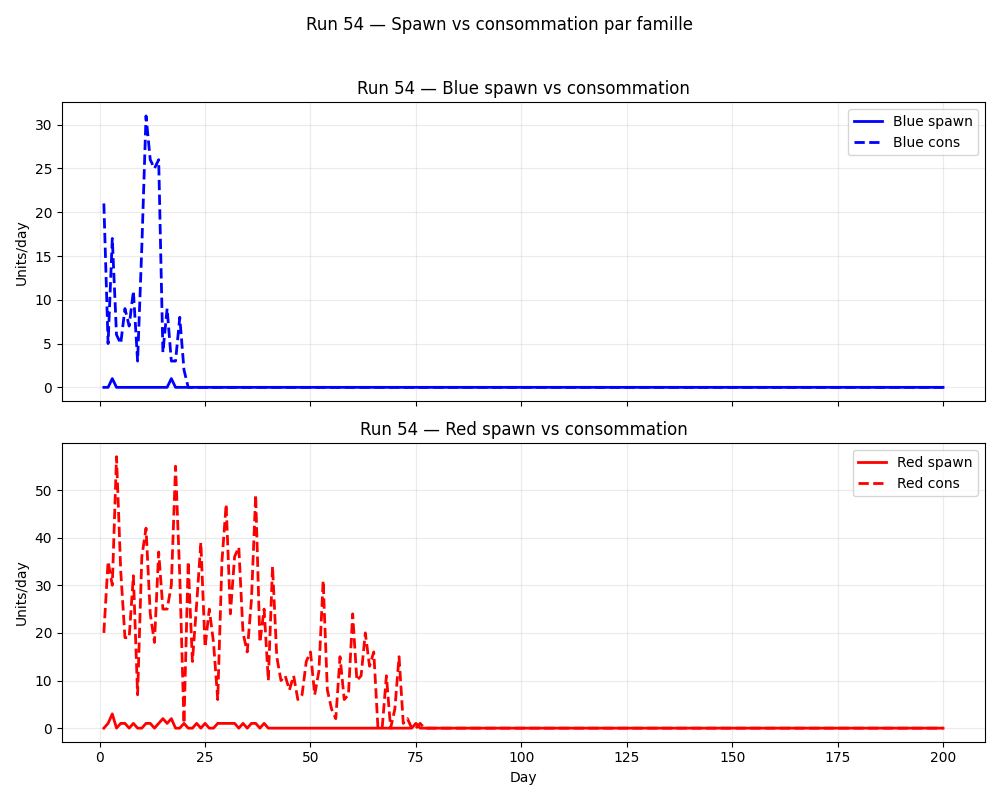 Run 54 — Spawn vs consommation par famille
Run 54 — Blue spawn vs consommation
Units/day
30
25
20
15
10
5
0
Blue spawn
Blue cons
Run 54 — Red spawn vs consommation
Units/day
50
40
30
20
10
0
Red spawn
Red cons
0 25 50 75 100 125 150 175 200
Day